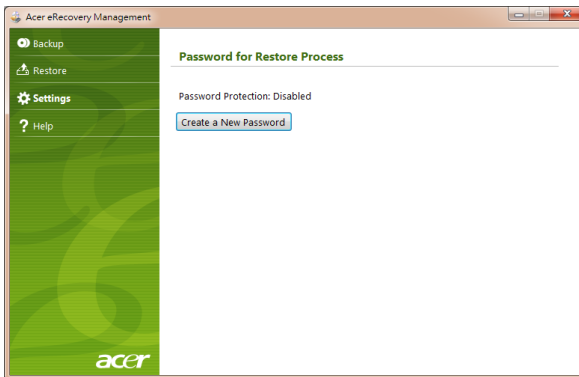 Acer eRecovery Management
Backup
Restore
Settings
? Help
Password for Restore Process
Password Protection: Disabled
Create a New Password
acer